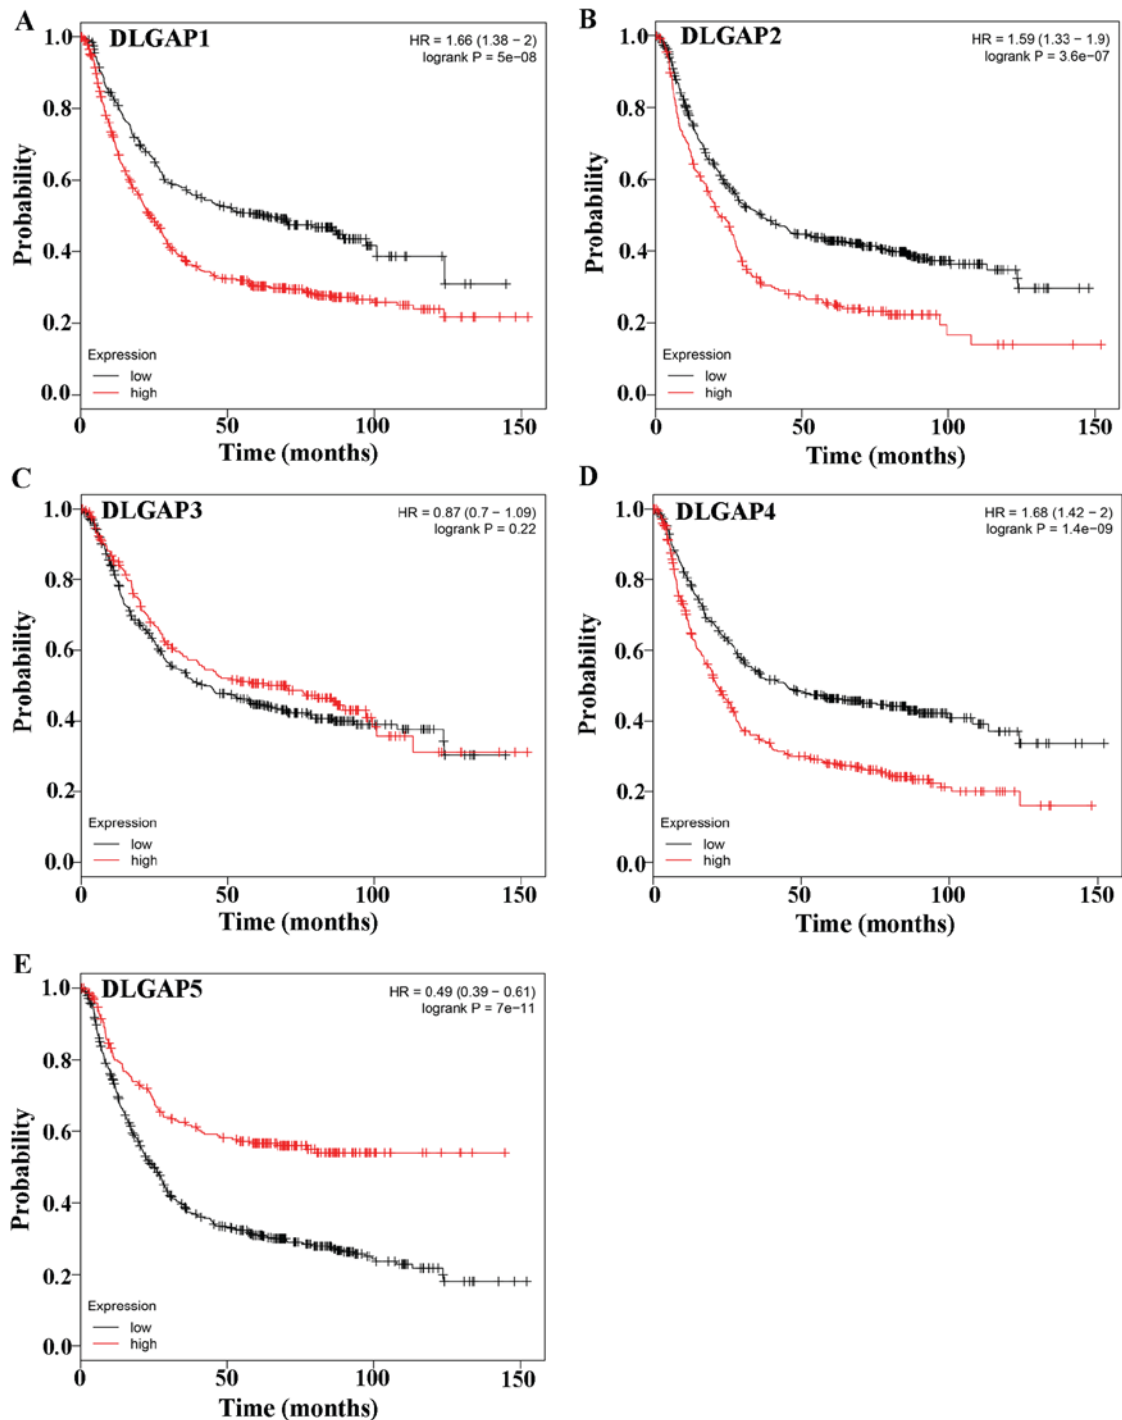 A
DLGAP1
HR = 1.66 (1.38 − 2)
logrank P = 5e−08
Probability
1.0
0.8
0.6
0.4
0.2
0.0
Expression
low
high
0
50
100
150
Time (months)
B
DLGAP2
HR = 1.59 (1.33 − 1.9)
logrank P = 3.6e−07
Probability
1.0
0.8
0.6
0.4
0.2
0.0
Expression
low
high
0
50
100
150
Time (months)
C
DLGAP3
HR = 0.87 (0.7 − 1.09)
logrank P = 0.22
Probability
1.0
0.8
0.6
0.4
0.2
0.0
Expression
low
high
0
50
100
150
Time (months)
D
DLGAP4
HR = 1.68 (1.42 − 2)
logrank P = 1.4e−09
Probability
1.0
0.8
0.6
0.4
0.2
0.0
Expression
low
high
0
50
100
150
Time (months)
E
DLGAP5
HR = 0.49 (0.39 − 0.61)
logrank P = 7e−11
Probability
1.0
0.8
0.6
0.4
0.2
0.0
Expression
low
high
0
50
100
150
Time (months)